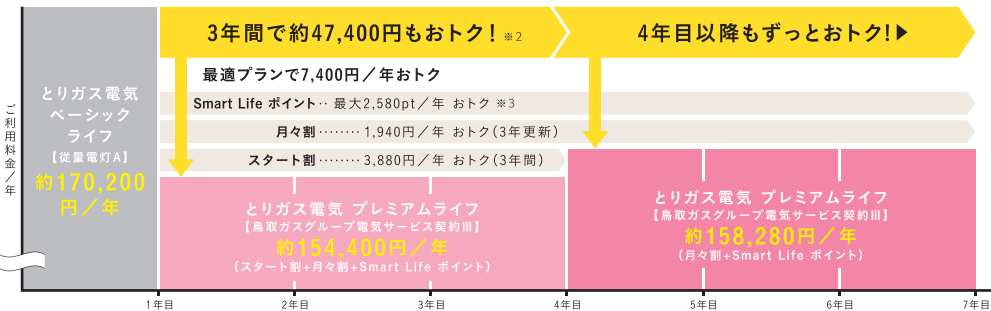 3年間で約47,400円もおトク！ ※2
4年目以降もずっとおトク!▶
最適プランで7,400円／年おトク
Smart Life ポイント‥ 最大2,580pt／年 おトク ※3
月々割‥‥‥‥ 1,940円／年 おトク（3年更新）
スタート割‥‥‥‥ 3,880円／年 おトク（3年間）
ご利用料金／年
とりガス電気
ベーシック
ライフ
【従量電灯A】
約170,200
円／年
とりガス電気 プレミアムライフ
【鳥取ガスグループ電気サービス契約Ⅲ】
約154,400円／年
（スタート割+月々割+Smart Life ポイント）
とりガス電気 プレミアムライフ
【鳥取ガスグループ電気サービス契約Ⅲ】
約158,280円／年
（月々割+Smart Life ポイント）
1年目 2年目 3年目 4年目 5年目 6年目 7年目